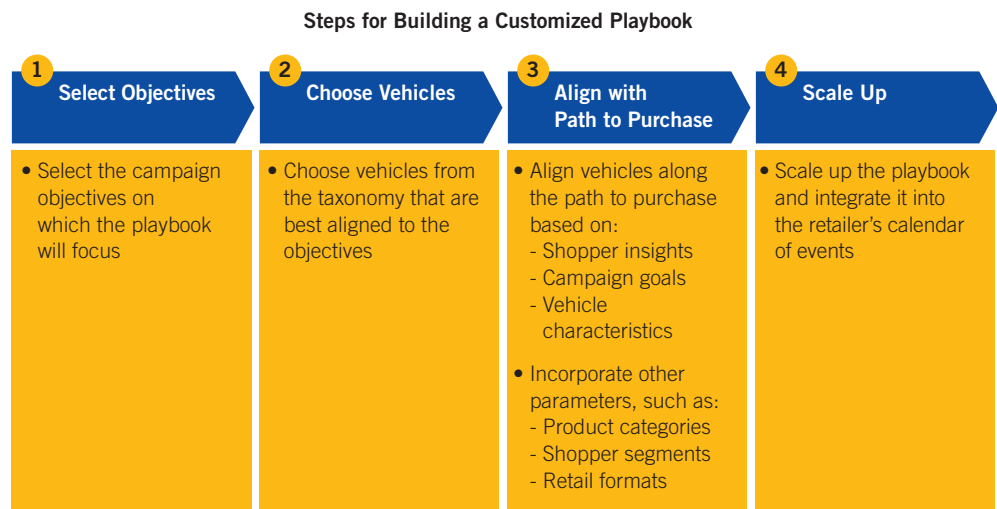 Steps for Building a Customized Playbook
1
Select Objectives
• Select the campaign
objectives on
which the playbook
will focus
2
Choose Vehicles
• Choose vehicles from
the taxonomy that are
best aligned to the
objectives
3
Align with
Path to Purchase
• Align vehicles along
the path to purchase
based on:
- Shopper insights
- Campaign goals
- Vehicle
characteristics
• Incorporate other
parameters, such as:
- Product categories
- Shopper segments
- Retail formats
4
Scale Up
• Scale up the playbook
and integrate it into
the retailer’s calendar
of events